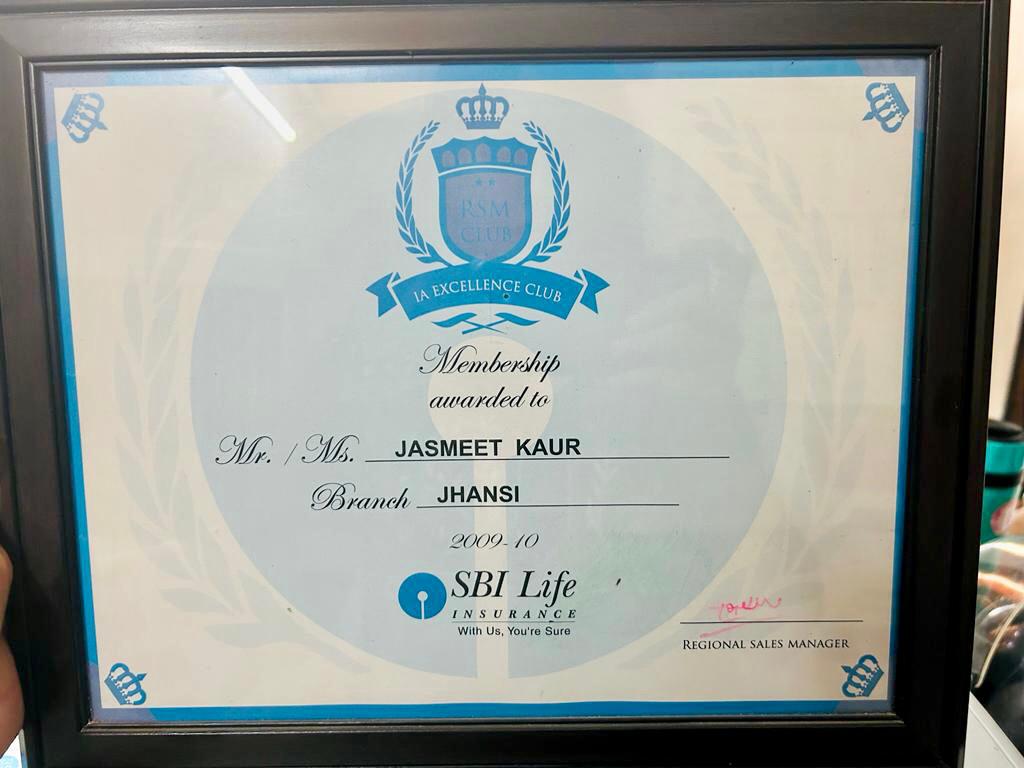 RSM
CLUB
IA EXCELLENCE CLUB
Membership
awarded to
Mr. / Ms. JASMEET KAUR
Branch JHANSI
2009-10
SBI Life
INSURANCE
With Us, You're Sure
REGIONAL SALES MANAGER